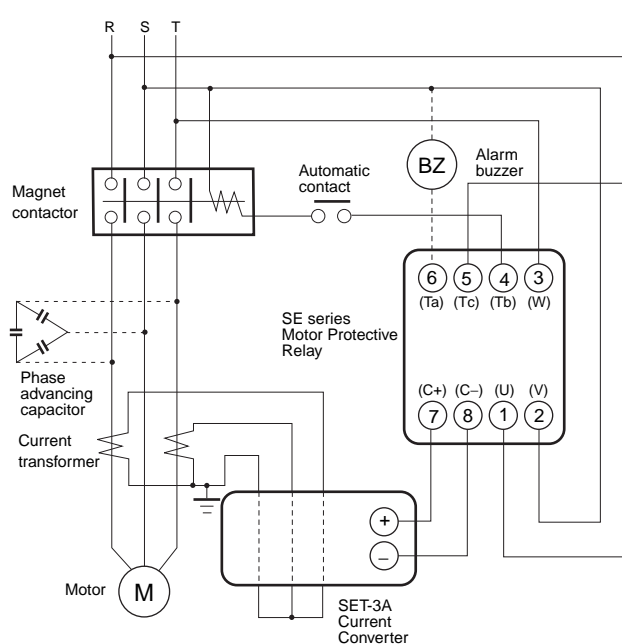 R S T
BZ
Alarm
buzzer
Automatic
contact
Magnet
contactor
6 5 4 3
(Ta) (Tc) (Tb) (W)
SE series
Motor Protective
Relay
(C+) (C−) (U) (V)
7 8 1 2
Phase
advancing
capacitor
Current
transformer
+
−
Motor
M
SET-3A
Current
Converter